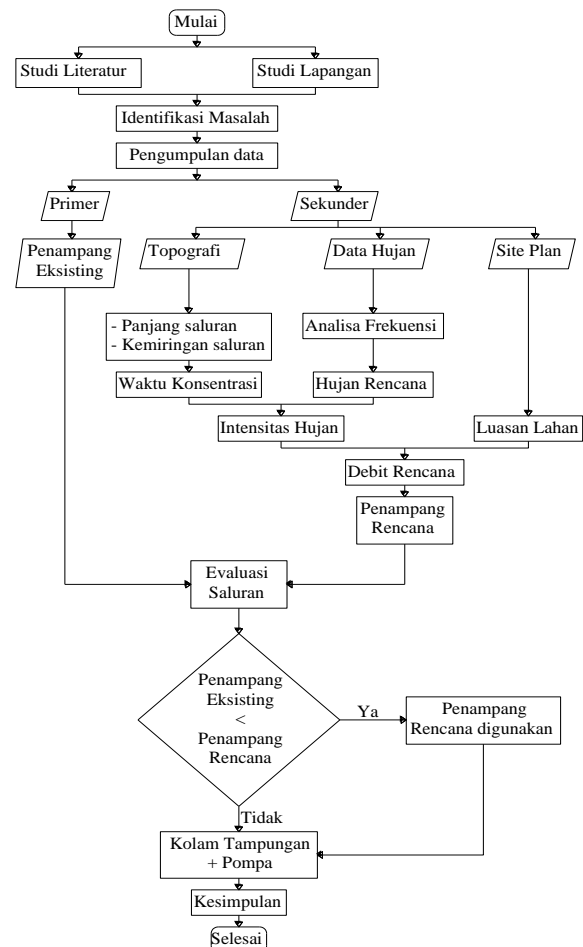 Mulai
Studi Literatur
Studi Lapangan
Identifikasi Masalah
Pengumpulan data
Primer
Sekunder
Penampang
Eksisting
Topografi
Data Hujan
Site Plan
- Panjang saluran
- Kemiringan saluran
Analisa Frekuensi
Waktu Konsentrasi
Hujan Rencana
Intensitas Hujan
Luasan Lahan
Debit Rencana
Penampang
Rencana
Evaluasi
Saluran
Penampang
Eksisting
<
Penampang
Rencana
Ya
Penampang
Rencana digunakan
Tidak
Kolam Tampungan
+ Pompa
Kesimpulan
Selesai